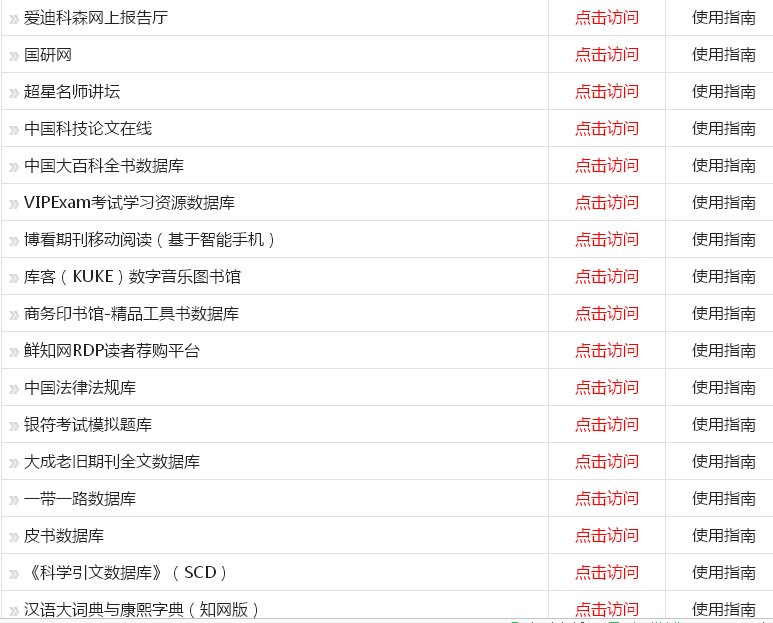 » 爱迪科森网上报告厅 点击访问 使用指南
» 国研网 点击访问 使用指南
» 超星名师讲坛 点击访问 使用指南
» 中国科技论文在线 点击访问 使用指南
» 中国大百科全书数据库 点击访问 使用指南
» VIPExam考试学习资源数据库 点击访问 使用指南
» 博看期刊移动阅读（基于智能手机） 点击访问 使用指南
» 库客（KUKE）数字音乐图书馆 点击访问 使用指南
» 商务印书馆-精品工具书数据库 点击访问 使用指南
» 鲜知网RDP读者荐购平台 点击访问 使用指南
» 中国法律法规库 点击访问 使用指南
» 银符考试模拟题库 点击访问 使用指南
» 大成老旧期刊全文数据库 点击访问 使用指南
» 一带一路数据库 点击访问 使用指南
» 皮书数据库 点击访问 使用指南
» 《科学引文数据库》（SCD） 点击访问 使用指南
» 汉语大词典与康熙字典（知网版） 点击访问 使用指南